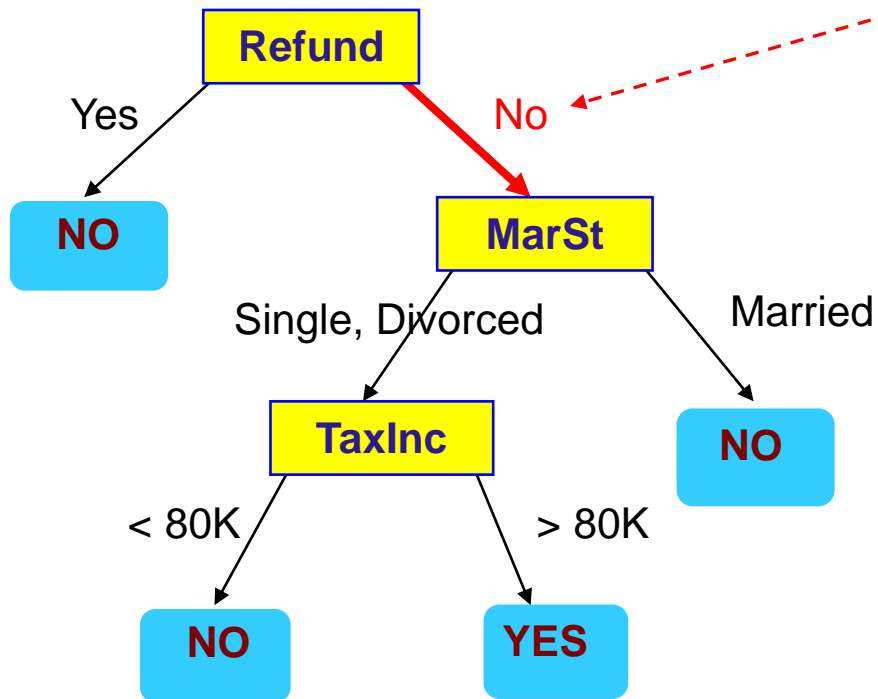 Refund
Yes
No
NO
MarSt
Single, Divorced
Married
TaxInc
NO
< 80K
> 80K
NO
YES